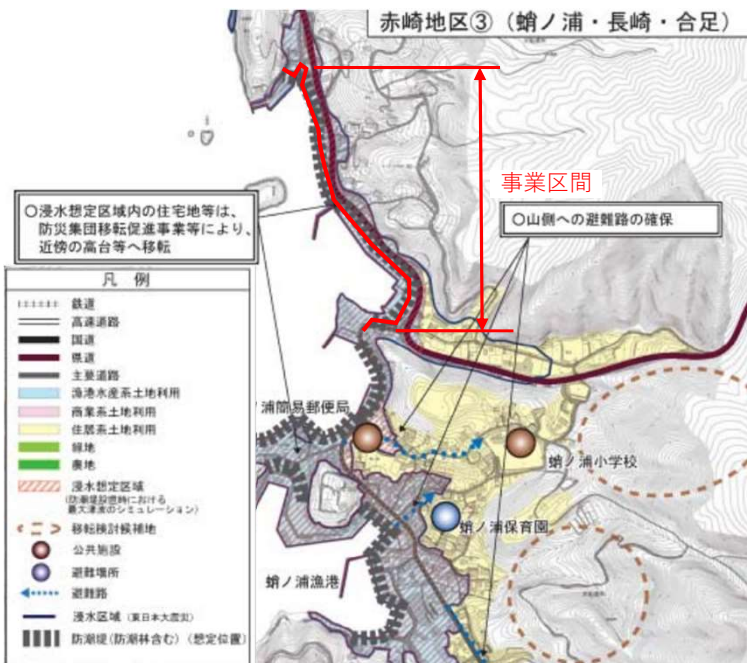 赤崎地区③（蛸ノ浦・長崎・合足）
事業区間
○浸水想定区域内の住宅地等は、
防災集団移転促進事業等により、
近傍の高台等へ移転
○山側への避難路の確保
凡 例
鉄道
高速道路
国道
県道
主要道路
漁港水産系土地利用
商業系土地利用
住居系土地利用
緑地
農地
浸水想定区域
(防潮堤設置時における
最大津波のシミュレーション)
移転検討候補地
公共施設
避難場所
避難路
浸水区域（東日本大震災）
防潮堤(防潮林含む)（想定位置）
ノ浦簡易郵便局
蛸ノ浦小学校
蛸ノ浦保育園
蛸ノ浦漁港